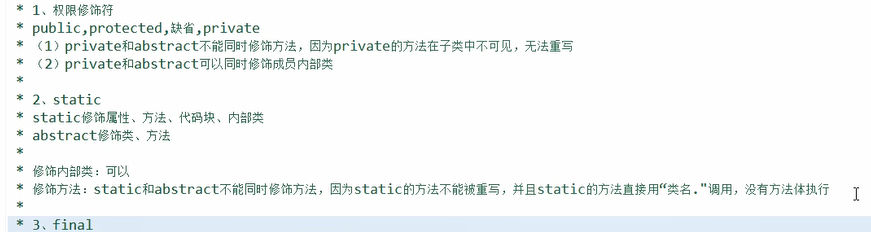 * 1、权限修饰符
* public,protected,缺省,private
* （1）private和abstract不能同时修饰方法，因为private的方法在子类中不可见，无法重写
* （2）private和abstract可以同时修饰成员内部类
*
* 2、static
* static修饰属性、方法、代码块、内部类
* abstract修饰类、方法
*
* 修饰内部类：可以
* 修饰方法：static和abstract不能同时修饰方法，因为static的方法不能被重写，并且static的方法直接用“类名."调用，没有方法体执行
*
* 3、final